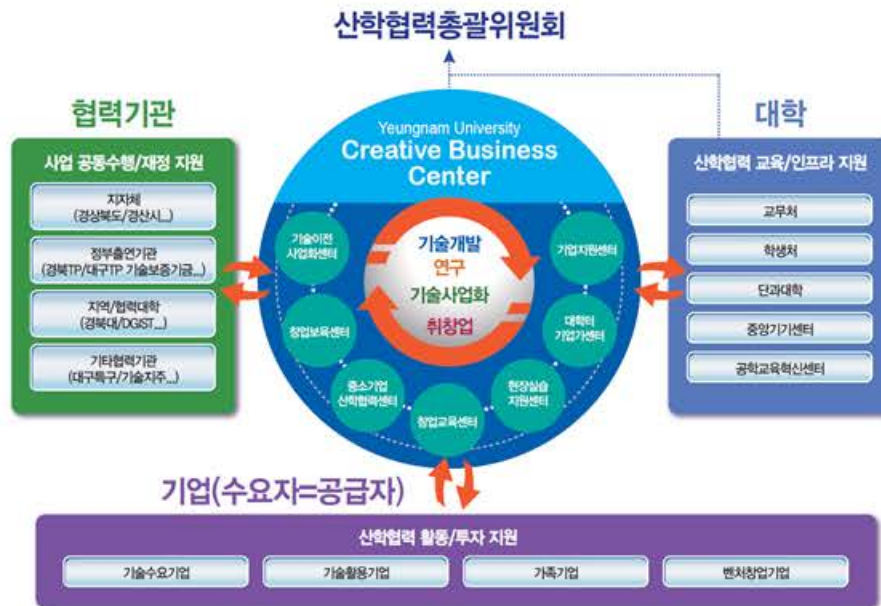 산학협력총괄위원회
협력기관
사업 공동수행/재정 지원
지자체
(경상북도/경산시...)
정부출연기관
(경북TP/대구TP 기술보증기금...)
지역/협력대학
(경북대/DGIST...)
기타협력기관
(대구특구/기술지주...)
Yeungnam University
Creative Business
Center
기술이전
사업화센터
창업보육센터
중소기업
산학협력센터
창업교육센터
현장실습
지원센터
대학터
기업가센터
기업지원센터
기술개발
연구
기술사업화
취창업
대학
산학협력 교육/인프라 지원
교무처
학생처
단과대학
중앙기기센터
공학교육혁신센터
기업(수요자=공급자)
산학협력 활동/투자 지원
기술수요기업
기술활용기업
가족기업
벤처창업기업